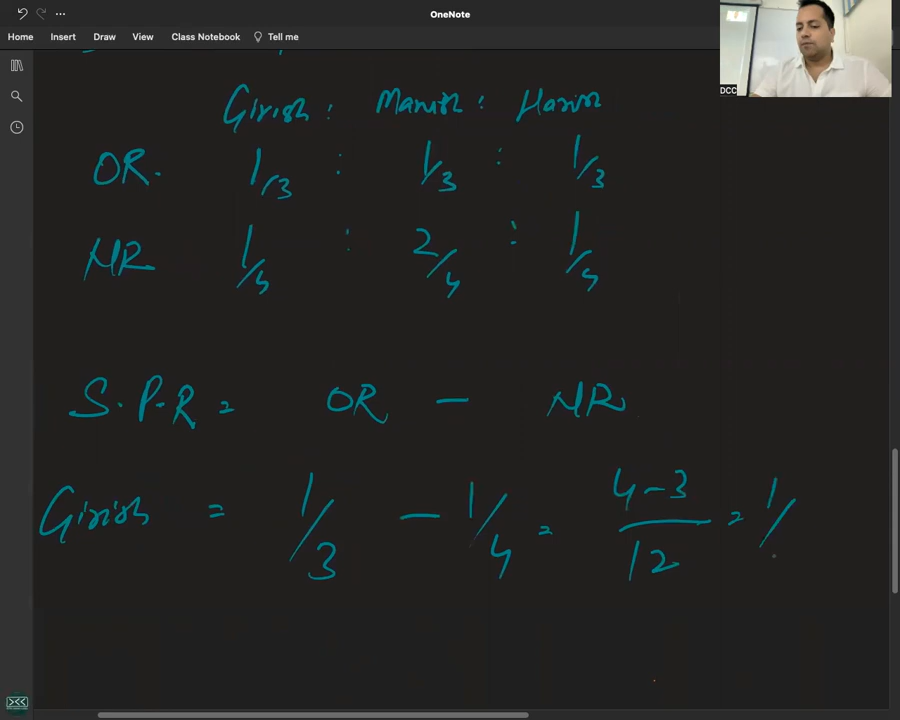 OneNote
Home Insert Draw View Class Notebook Tell me
DCC
Girish : Manish : Harish
OR. 1/3 : 1/3 : 1/3
NR 1/4 : 2/4 : 1/4
S.P.R = OR - NR
Girish = 1/3 - 1/4 = 4-3/12 = 1/